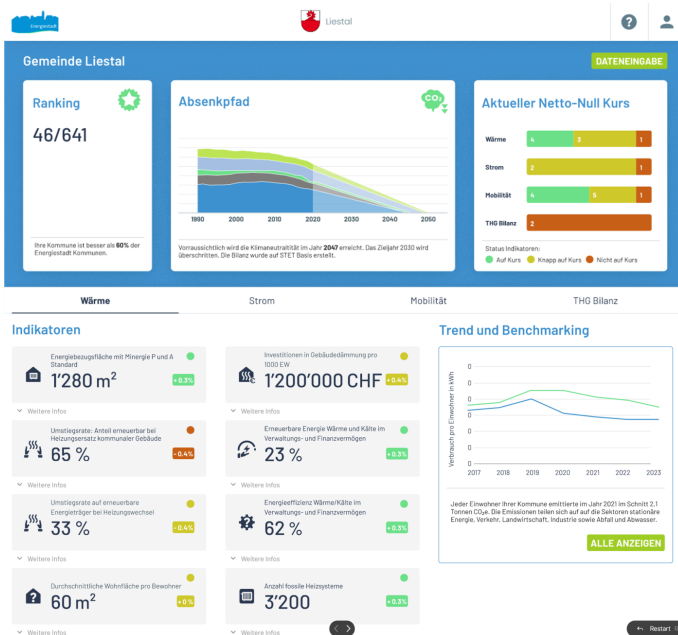 Energiestadt
Liestal
?
Gemeinde Liestal
DATENEINGABE
Ranking
46/641
Ihre Kommune ist besser als 60% der
Energiestadt Kommunen.
Absenkpfad
CO₂
1990 2000 2010 2020 2030 2040 2050
Vorraussichtlich wird die Klimaneutralitität im Jahr 2047 erreicht. Das Zieljahr 2030 wird
überschritten. Die Bilanz wurde auf STET Basis erstellt.
Aktueller Netto-Null Kurs
Wärme 4 3 1
Strom 2 1
Mobilität 4 5 1
THG Bilanz 2
Status Indikatoren:
Auf Kurs Knapp auf Kurs Nicht auf Kurs
Wärme Strom Mobilität THG Bilanz
Indikatoren
Energiebezugsfläche mit Minergie P und A
Standard
1'280 m²
+0.3%
Weitere Infos
Investitionen in Gebäudedämmung pro
1000 EW
1'200'000 CHF
+0.4%
Weitere Infos
Umstiegsrate: Anteil erneuerbar bei
Heizungsersatz kommunaler Gebäude
65 %
-0.4%
Weitere Infos
Erneuerbare Energie Wärme und Kälte im
Verwaltungs- und Finanzvermögen
23 %
+0.3%
Weitere Infos
Umstiegsrate auf erneuerbare
Energieträger bei Heizungswechsel
33 %
-0.4%
Weitere Infos
Energieeffizienz Wärme/Kälte im
Verwaltungs- und Finanzvermögen
62 %
+0.3%
Weitere Infos
Durchschnittliche Wohnfläche pro Bewohner
60 m²
+0 %
Weitere Infos
Anzahl fossile Heizsysteme
3'200
+0.3%
Weitere Infos
Trend und Benchmarking
Verbrauch pro Einwohner in kWh
0
0
0
0
0
0
0
2017 2018 2019 2020 2021 2022 2023
Jeder Einwohner Ihrer Kommune emittierte im Jahr 2021 im Schnitt 2,1
Tonnen CO₂e. Die Emissionen teilen sich auf auf die Sektoren stationäre
Energie, Verkehr, Landwirtschaft, Industrie sowie Abfall und Abwasser.
ALLE ANZEIGEN
Restart